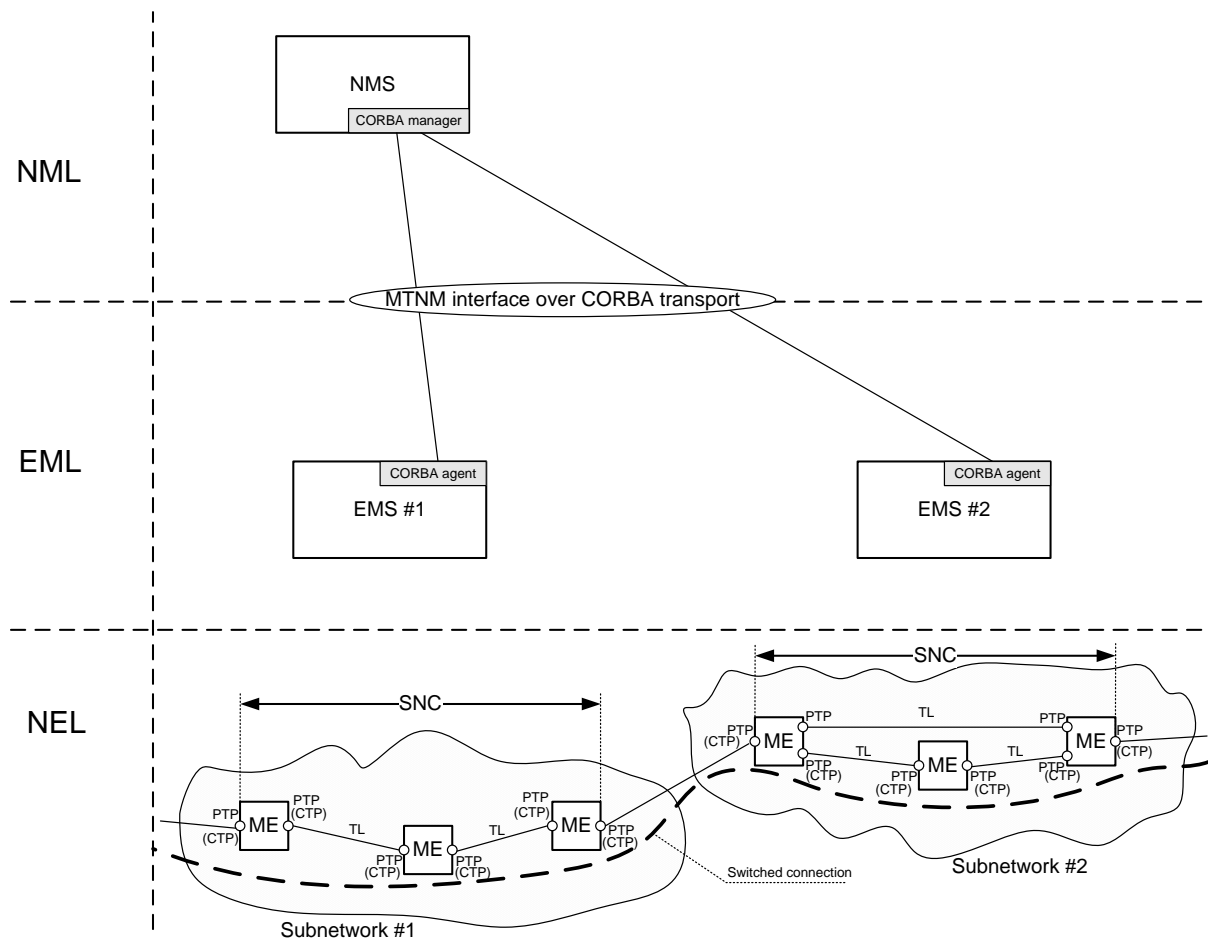 NMS
CORBA manager
NML
MTNM interface over CORBA transport
EML
CORBA agent
EMS #1
CORBA agent
EMS #2
NEL
SNC
PTP
(CTP)
ME
PTP
(CTP)
TL
PTP
(CTP)
ME
PTP
(CTP)
TL
PTP
(CTP)
ME
PTP
(CTP)
Subnetwork #1
Switched connection
SNC
PTP
(CTP)
ME
PTP
TL
PTP
PTP
(CTP)
TL
PTP
(CTP)
ME
PTP
(CTP)
TL
PTP
(CTP)
ME
PTP
(CTP)
Subnetwork #2